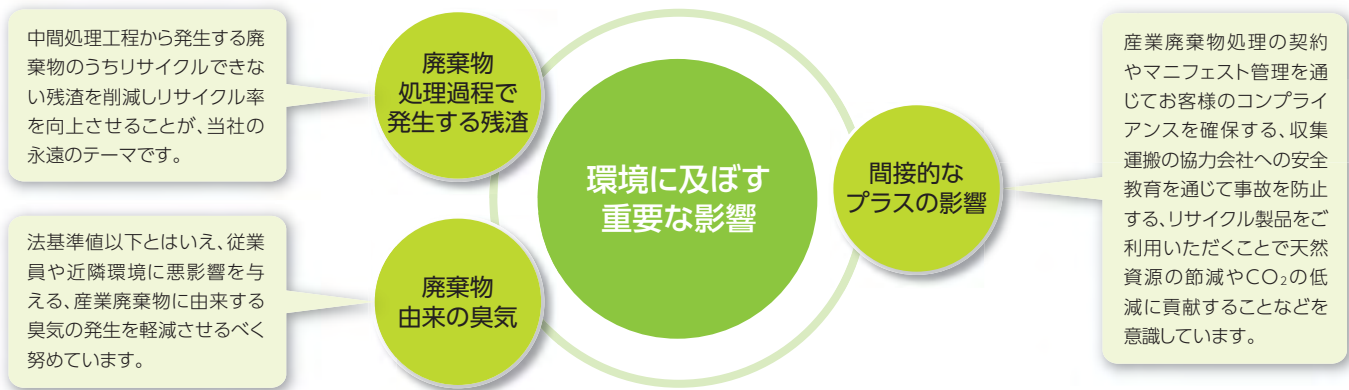 中間処理工程から発生する廃
棄物のうちリサイクルできな
い残渣を削減しリサイクル率
を向上させることが、当社の
永遠のテーマです。
廃棄物
処理過程で
発生する残渣
法基準値以下とはいえ、従業
員や近隣環境に悪影響を与
える、産業廃棄物に由来する
臭気の発生を軽減させるべく
努めています。
廃棄物
由来の臭気
環境に及ぼす
重要な影響
間接的な
プラスの影響
産業廃棄物処理の契約
やマニフェスト管理を通
じてお客様のコンプライ
アンスを確保する、収集
運搬の協力会社への安全
教育を通じて事故を防止
する、リサイクル製品をご
利用いただくことで天然
資源の節減やCO₂の低
減に貢献することなどを
意識しています。